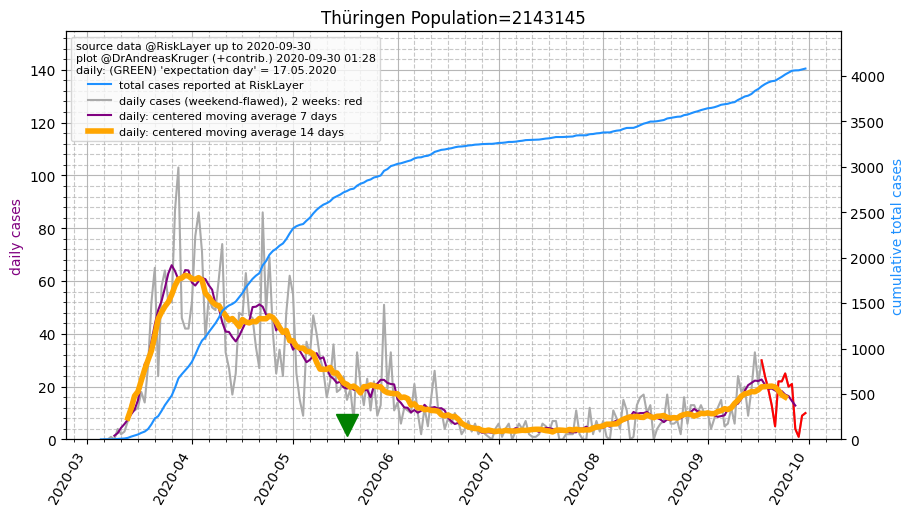 Thüringen Population=2143145
source data @RiskLayer up to 2020-09-30
plot @DrAndreasKruger (+contrib.) 2020-09-30 01:28
daily: (GREEN) 'expectation day' = 17.05.2020
total cases reported at RiskLayer
daily cases (weekend-flawed), 2 weeks: red
daily: centered moving average 7 days
daily: centered moving average 14 days
daily cases
140
120
100
80
60
40
20
0
cumulative total cases
4000
3500
3000
2500
2000
1500
1000
500
0
2020-03
2020-04
2020-05
2020-06
2020-07
2020-08
2020-09
2020-10